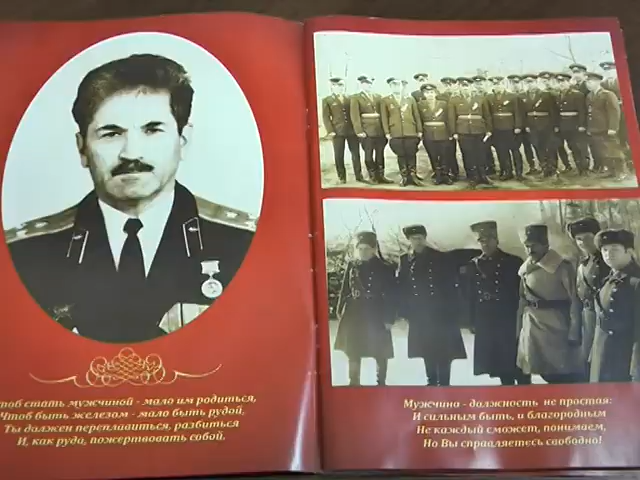 Чтоб стать мужчиной - мало им родиться,
Чтоб быть железом - мало быть рудой,
Ты должен переплавиться, разбиться
И, как руда, пожертвовать собой.
Мужчина - должность не простая:
И сильным быть, и благородным
Не каждый сможет, понимаем,
Но Вы справляетесь свободно!